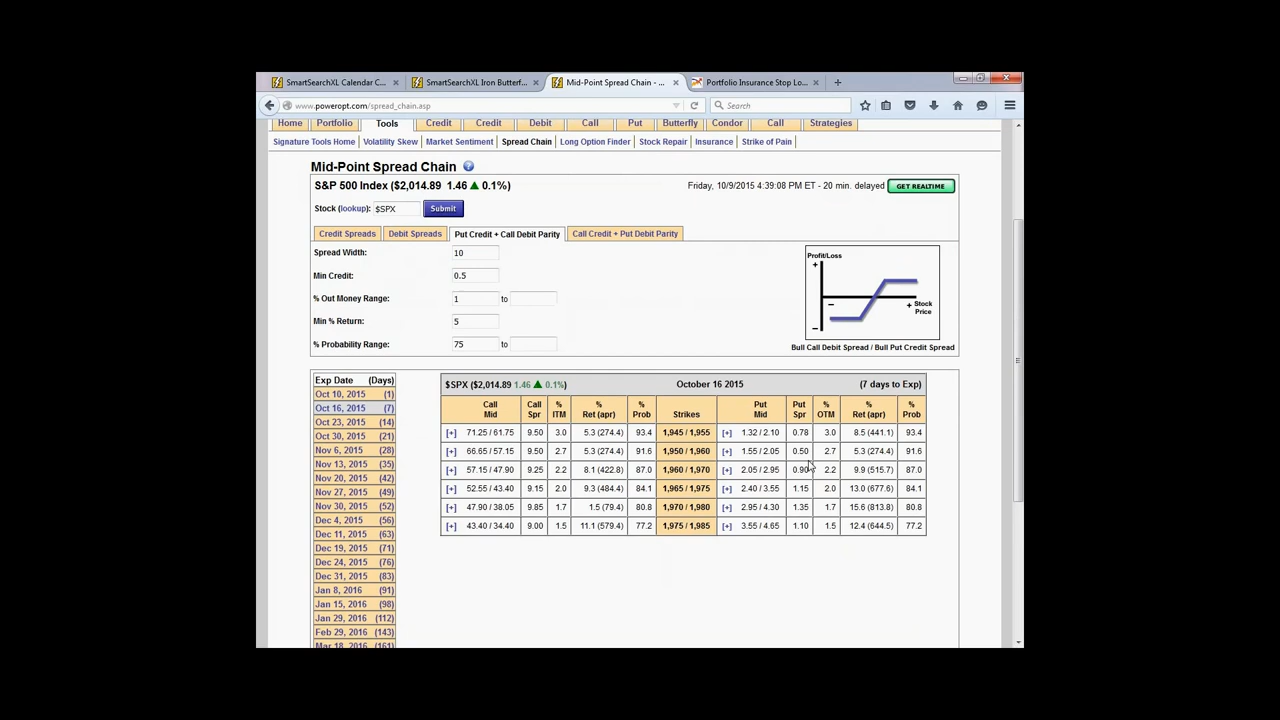 SmartSearchXL Calendar C... × SmartSearchXL Iron Butterf... × Mid-Point Spread Chain - ... × Portfolio Insurance Stop Lo... × +
www.poweropt.com/spread_chain.asp Search
Home Portfolio Tools Credit Credit Debit Call Put Butterfly Condor Call Strategies
Signature Tools Home Volatility Skew Market Sentiment Spread Chain Long Option Finder Stock Repair Insurance Strike of Pain
Mid-Point Spread Chain ?
S&P 500 Index ($2,014.89 1.46 ▲ 0.1%) Friday, 10/9/2015 4:39:08 PM ET - 20 min. delayed GET REALTIME
Stock (lookup): $SPX Submit
Credit Spreads Debit Spreads Put Credit + Call Debit Parity Call Credit + Put Debit Parity
Spread Width: 10
Min Credit: 0.5
% Out Money Range: 1 to
Min % Return: 5
% Probability Range: 75 to
Profit/Loss
+
−
− + Stock
Price
Bull Call Debit Spread / Bull Put Credit Spread
Exp Date (Days)
Oct 10, 2015 (1)
Oct 16, 2015 (7)
Oct 23, 2015 (14)
Oct 30, 2015 (21)
Nov 6, 2015 (28)
Nov 13, 2015 (35)
Nov 20, 2015 (42)
Nov 27, 2015 (49)
Nov 30, 2015 (52)
Dec 4, 2015 (56)
Dec 11, 2015 (63)
Dec 19, 2015 (71)
Dec 24, 2015 (76)
Dec 31, 2015 (83)
Jan 8, 2016 (91)
Jan 15, 2016 (98)
Jan 29, 2016 (112)
Feb 29, 2016 (143)
Mar 18, 2016 (161)
$SPX ($2,014.89 1.46 ▲ 0.1%) October 16 2015 (7 days to Exp)
Call Call % % % Put Put % % %
Mid Spr ITM Ret (apr) Prob Strikes Mid Spr OTM Ret (apr) Prob
[+] 71.25 / 61.75 9.50 3.0 5.3 (274.4) 93.4 1,945 / 1,955 [+] 1.32 / 2.10 0.78 3.0 8.5 (441.1) 93.4
[+] 66.65 / 57.15 9.50 2.7 5.3 (274.4) 91.6 1,950 / 1,960 [+] 1.55 / 2.05 0.50 2.7 5.3 (274.4) 91.6
[+] 57.15 / 47.90 9.25 2.2 8.1 (422.8) 87.0 1,960 / 1,970 [+] 2.05 / 2.95 0.90 2.2 9.9 (515.7) 87.0
[+] 52.55 / 43.40 9.15 2.0 9.3 (484.4) 84.1 1,965 / 1,975 [+] 2.40 / 3.55 1.15 2.0 13.0 (677.6) 84.1
[+] 47.90 / 38.05 9.85 1.7 1.5 (79.4) 80.8 1,970 / 1,980 [+] 2.95 / 4.30 1.35 1.7 15.6 (813.8) 80.8
[+] 43.40 / 34.40 9.00 1.5 11.1 (579.4) 77.2 1,975 / 1,985 [+] 3.55 / 4.65 1.10 1.5 12.4 (644.5) 77.2